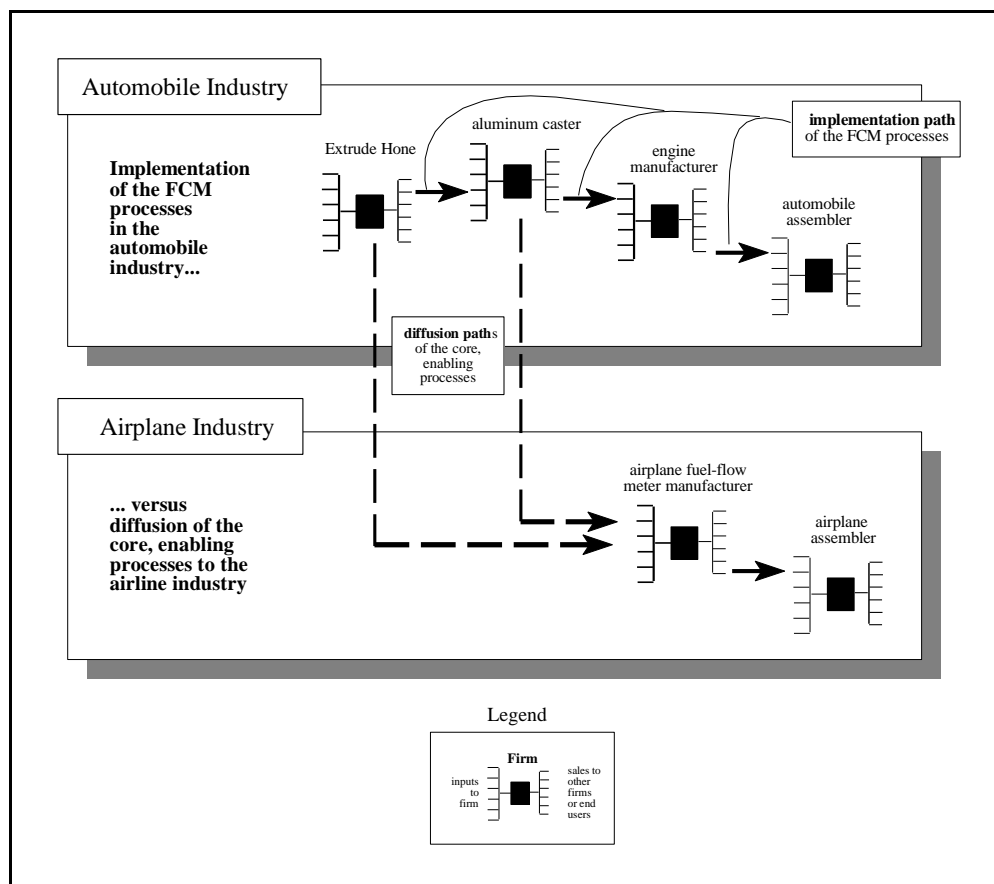 Automobile Industry
Implementation
of the FCM
processes
in the
automobile
industry...
Extrude Hone
aluminum caster
engine
manufacturer
automobile
assembler
implementation path
of the FCM processes
diffusion paths
of the core,
enabling
processes
Airplane Industry
... versus
diffusion of the
core, enabling
processes to the
airline industry
airplane fuel-flow
meter manufacturer
airplane
assembler
Legend
Firm
inputs
to
firm
sales to
other
firms
or end
users